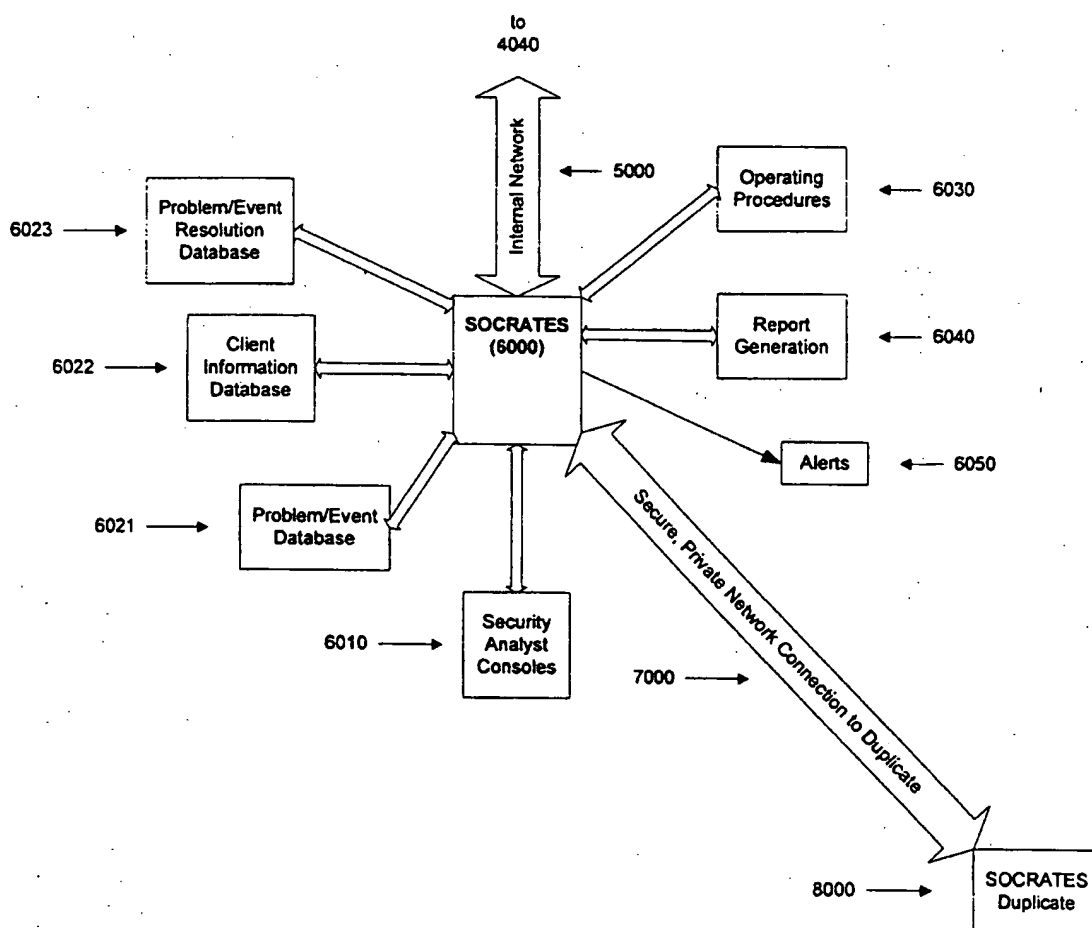 to
4040
Internal Network
5000
Operating
Procedures
6030
Problem/Event
Resolution
Database
6023
SOCRATES
(6000)
Report
Generation
6040
Client
Information
Database
6022
Alerts
6050
Problem/Event
Database
6021
Security
Analyst
Consoles
6010
Secure, Private Network Connection to Duplicate
7000
SOCRATES
Duplicate
8000